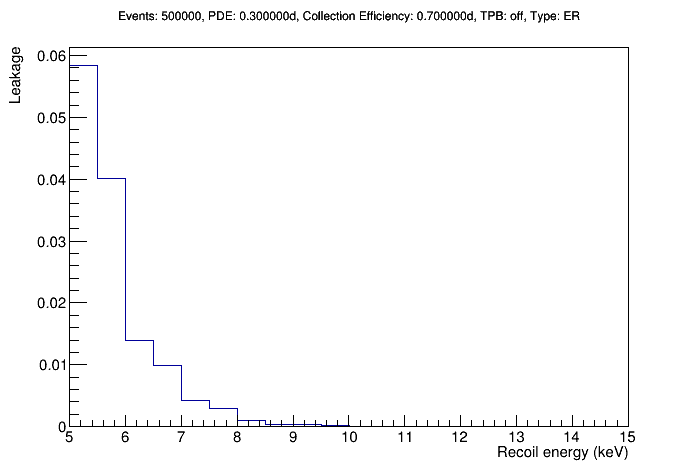 Events: 500000, PDE: 0.300000d, Collection Efficiency: 0.700000d, TPB: off, Type: ER
Leakage
0.06
0.05
0.04
0.03
0.02
0.01
0
5 6 7 8 9 10 11 12 13 14 15
Recoil energy (keV)